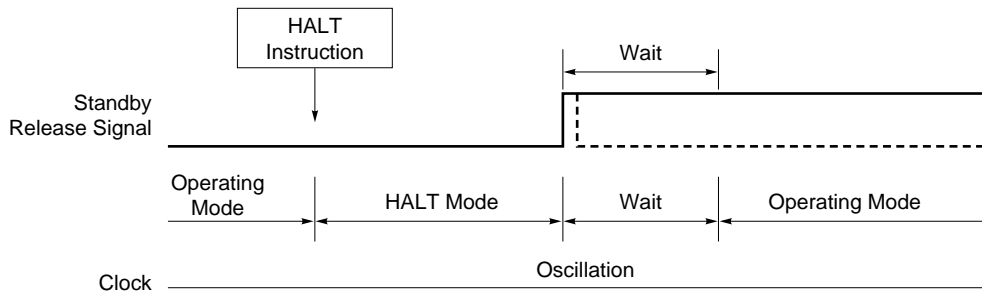 HALT
Instruction
Wait
Standby
Release Signal
Operating
Mode
HALT Mode
Wait
Operating Mode
Oscillation
Clock